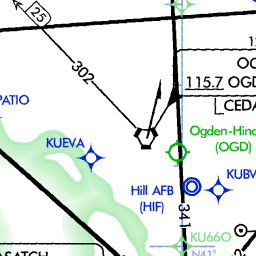 25
302
OG
115.7 OGD
CEDA
PATIO
Ogden-Hinc
(OGD)
KUEVA
KUBV
Hill AFB
(HIF)
341
KU66O
N41°
SATCH